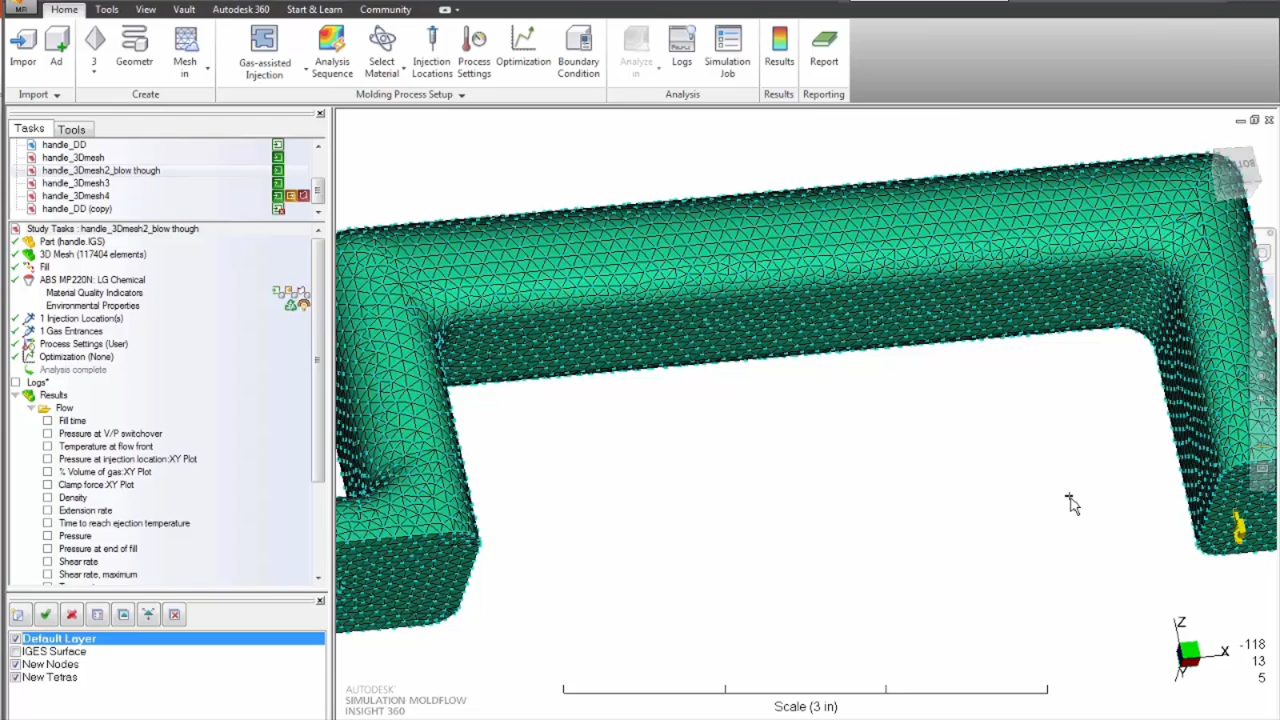 Home Tools View Vault Autodesk 360 Start & Learn Community
Impor Ad 3 Geometr Mesh in Gas-assisted Injection Analysis Sequence Select Material Injection Locations Process Settings Optimization Boundary Condition Analyze in Logs Simulation Job Results Report
Import Create Molding Process Setup Analysis Results Reporting
Tasks Tools
handle_DD
handle_3Dmesh
handle_3Dmesh2_blow though
handle_3Dmesh3
handle_3Dmesh4
handle_DD (copy)
Study Tasks : handle_3Dmesh2_blow though
Part (handle.IGS)
3D Mesh (117404 elements)
Fill
ABS MP220N: LG Chemical
Material Quality Indicators
Environmental Properties
1 Injection Location(s)
1 Gas Entrances
Process Settings (User)
Optimization (None)
Analysis complete
Logs*
Results
Flow
Fill time
Pressure at V/P switchover
Temperature at flow front
Pressure at injection location:XY Plot
% Volume of gas:XY Plot
Clamp force:XY Plot
Density
Extension rate
Time to reach ejection temperature
Pressure
Pressure at end of fill
Shear rate
Shear rate, maximum
Default Layer
IGES Surface
New Nodes
New Tetras
Z
X
Y
-118
13
5
AUTODESK
SIMULATION MOLDFLOW
INSIGHT 360
Scale (3 in)